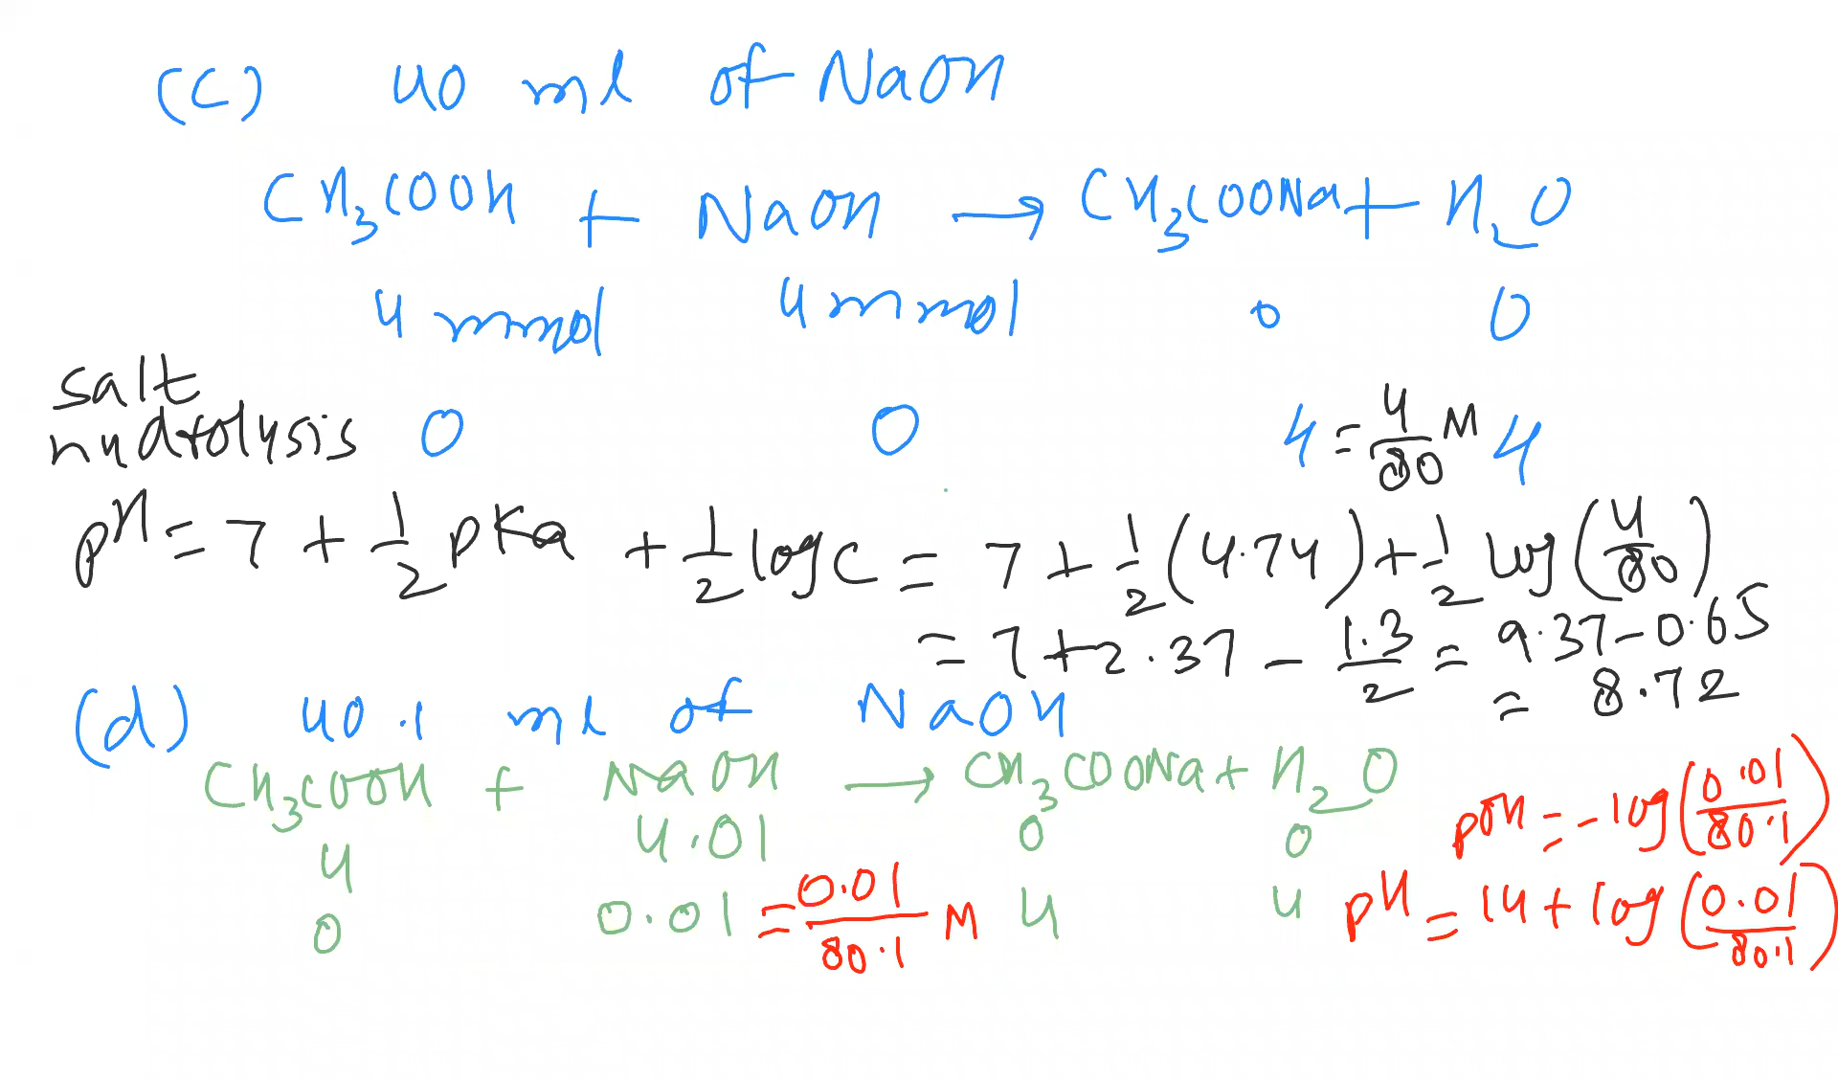 (c) 40 ml of NaOH
CH₃COOH + NaOH → CH₃COONa + H₂O
4 mmol 4 mmol 0 0
salt
hydrolysis 0 0 4 = 4/80 M 4
pH = 7 + 1/2 pKa + 1/2 log C = 7 + 1/2 (4.74) + 1/2 log (4/80)
= 7 + 2.37 - 1.3/2 = 9.37 - 0.65
= 8.72
(d) 40.1 ml of NaOH
CH₃COOH + NaOH → CH₃COONa + H₂O
4 4.01 0 0
0 0.01 = 0.01/80.1 M 4 4
pOH = - log (0.01/80.1)
pH = 14 + log (0.01/80.1)